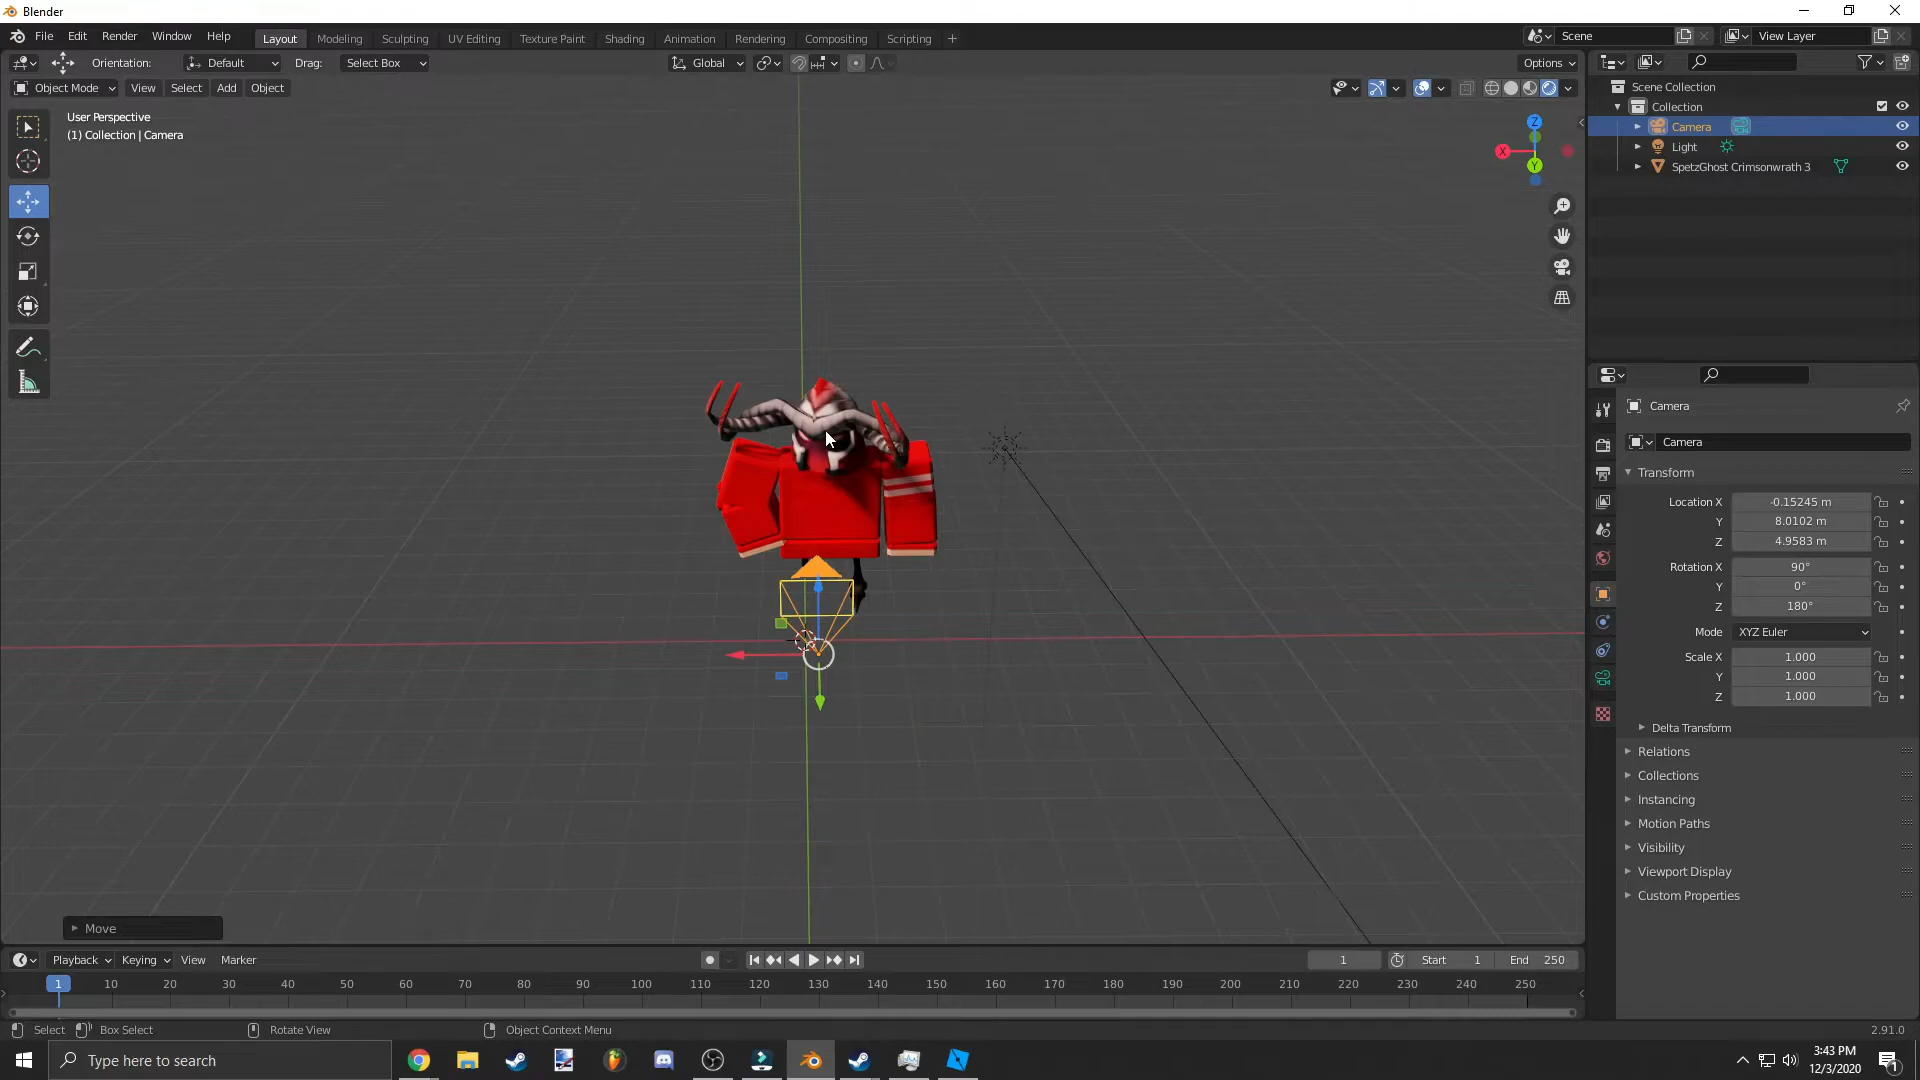 Blender
File Edit Render Window Help
Layout Modeling Sculpting UV Editing Texture Paint Shading Animation Rendering Compositing Scripting +
Scene
View Layer
Orientation: Default Drag: Select Box
Global
Options
Object Mode View Select Add Object
User Perspective
(1) Collection | Camera
Z
X
Y
Scene Collection
Collection
Camera
Light
SpetzGhost Crimsonwrath 3
Camera
Camera
Transform
Location X -0.15245 m
Y 8.0102 m
Z 4.9583 m
Rotation X 90°
Y 0°
Z 180°
Mode XYZ Euler
Scale X 1.000
Y 1.000
Z 1.000
Delta Transform
Relations
Collections
Instancing
Motion Paths
Visibility
Viewport Display
Custom Properties
Move
Playback Keying View Marker
1 Start 1 End 250
1 10 20 30 40 50 60 70 80 90 100 110 120 130 140 150 160 170 180 190 200 210 220 230 240 250
Select Box Select Rotate View Object Context Menu 2.91.0
Type here to search
3:43 PM
12/3/2020
1